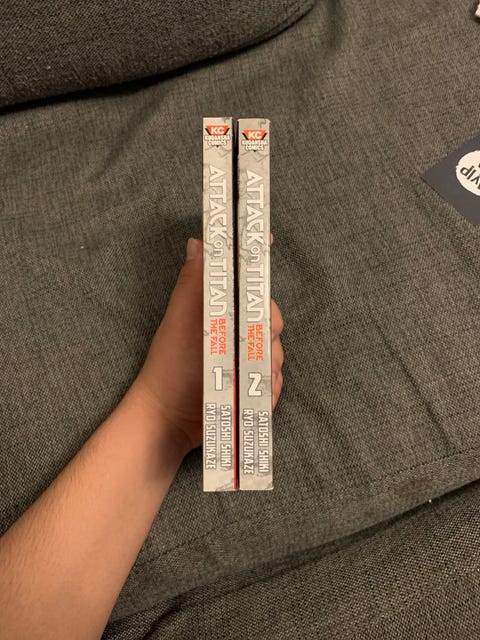 KC
KODANSHA
COMICS
ATTACK ON TITAN
BEFORE
THE FALL
1
SATOSHI SHIKI
RYO SUZUKAZE
KC
KODANSHA
COMICS
ATTACK ON TITAN
BEFORE
THE FALL
2
SATOSHI SHIKI
RYO SUZUKAZE